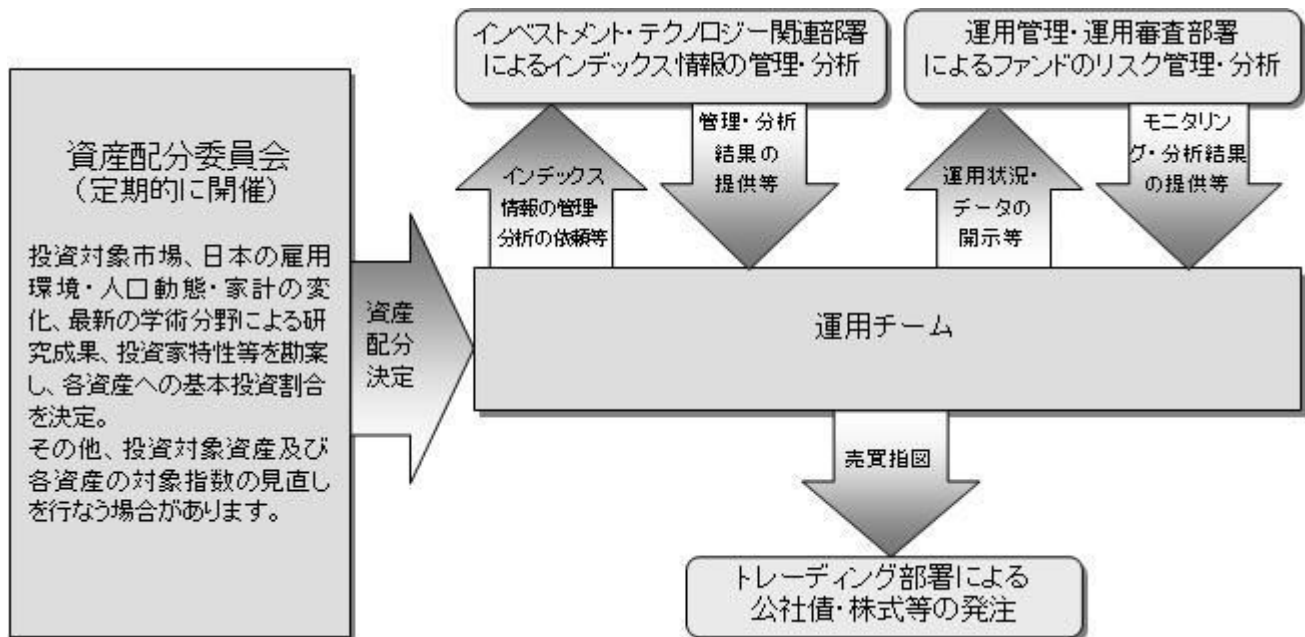 インベストメント・テクノロジー関連部署
によるインデックス情報の管理・分析
運用管理・運用審査部署
によるファンドのリスク管理・分析
資産配分委員会
(定期的に開催)
投資対象市場、日本の雇用
環境・人口動態・家計の変
化、最新の学術分野による研
究成果、投資家特性等を勘案
し、各資産への基本投資割合
を決定。
その他、投資対象資産及び
各資産の対象指数の見直し
を行なう場合があります。
資産
配分
決定
インデックス
情報の管理・
分析の依頼等
管理・分析
結果の
提供等
運用状況・
データの
開示等
モニタリン
グ・分析結果
の提供等
運用チーム
売買指図
トレーディング部署による
公社債・株式等の発注